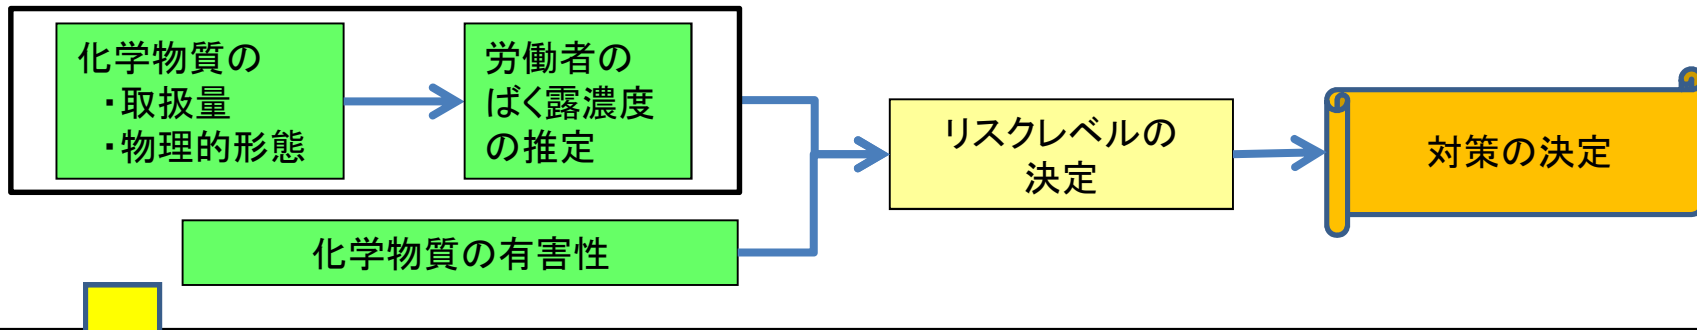 化学物質の
・取扱量
・物理的形態
労働者の
ばく露濃度
の推定
化学物質の有害性
リスクレベルの
決定
対策の決定